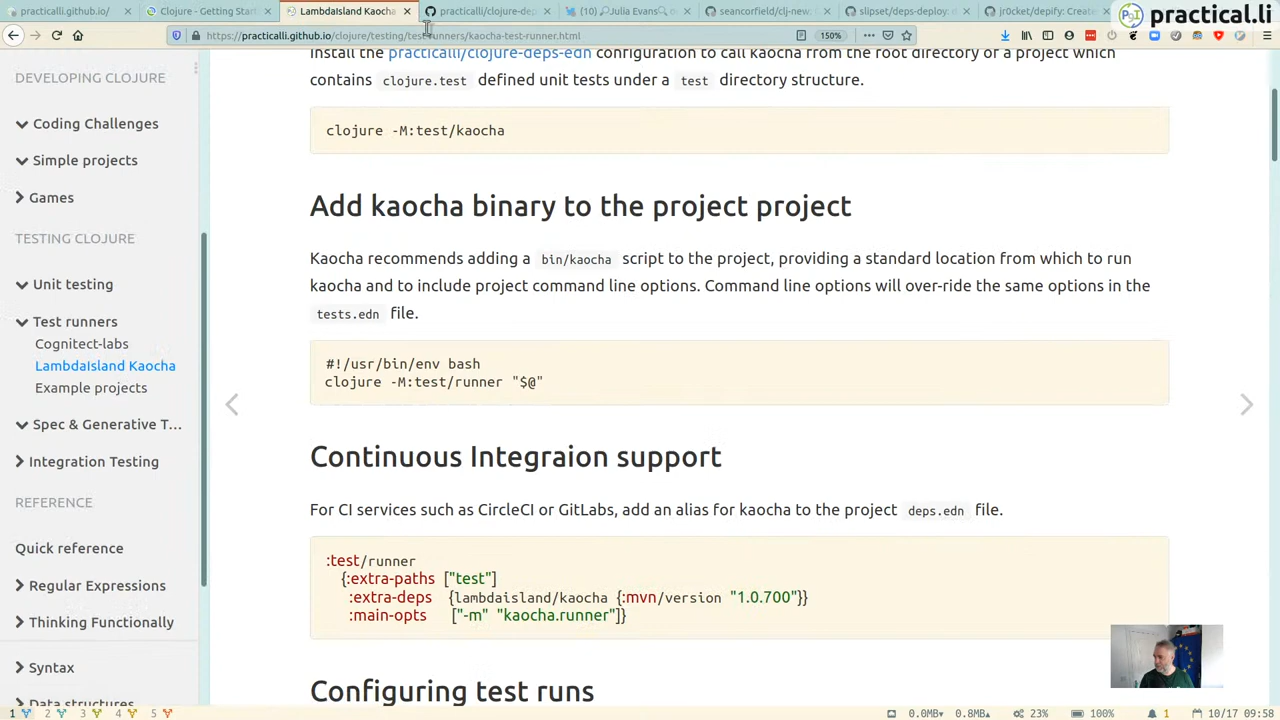 practicalli.github.io/
Clojure - Getting Star
LambdaIsland Kaocha
practicalli/clojure-dep
(10) 🔎Julia Evans🔍 o
seancorfield/clj-new:
slipset/deps-deploy:
jr0cket/depify: Create
practical.li
https://practicalli.github.io/clojure/testing/test-runners/kaocha-test-runner.html
150%
DEVELOPING CLOJURE
Coding Challenges
Simple projects
Games
TESTING CLOJURE
Unit testing
Test runners
Cognitect-labs
LambdaIsland Kaocha
Example projects
Spec & Generative T...
Integration Testing
REFERENCE
Quick reference
Regular Expressions
Thinking Functionally
Syntax
Data structures
Install the practicalli/clojure-deps-edn configuration to call kaocha from the root directory or a project which
contains clojure.test defined unit tests under a test directory structure.
clojure -M:test/kaocha
Add kaocha binary to the project project
Kaocha recommends adding a bin/kaocha script to the project, providing a standard location from which to run
kaocha and to include project command line options. Command line options will over-ride the same options in the
tests.edn file.
#!/usr/bin/env bash
clojure -M:test/runner "$@"
Continuous Integraion support
For CI services such as CircleCI or GitLabs, add an alias for kaocha to the project deps.edn file.
:test/runner
{:extra-paths ["test"]
:extra-deps {lambdaisland/kaocha {:mvn/version "1.0.700"}}
:main-opts ["-m" "kaocha.runner"]}
Configuring test runs
1 2 3 4 5
0.0MB 0.8MB 23% 100% 1 10/17 09:58